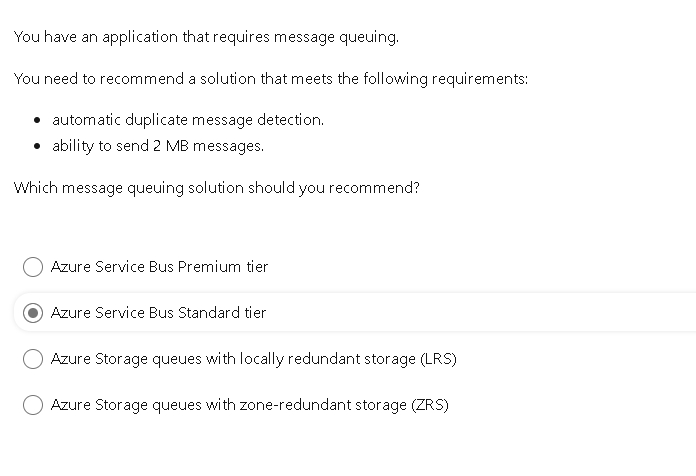 You have an application that requires message queuing.
You need to recommend a solution that meets the following requirements:
• automatic duplicate message detection.
• ability to send 2 MB messages.
Which message queuing solution should you recommend?
Azure Service Bus Premium tier
Azure Service Bus Standard tier
Azure Storage queues with locally redundant storage (LRS)
Azure Storage queues with zone-redundant storage (ZRS)